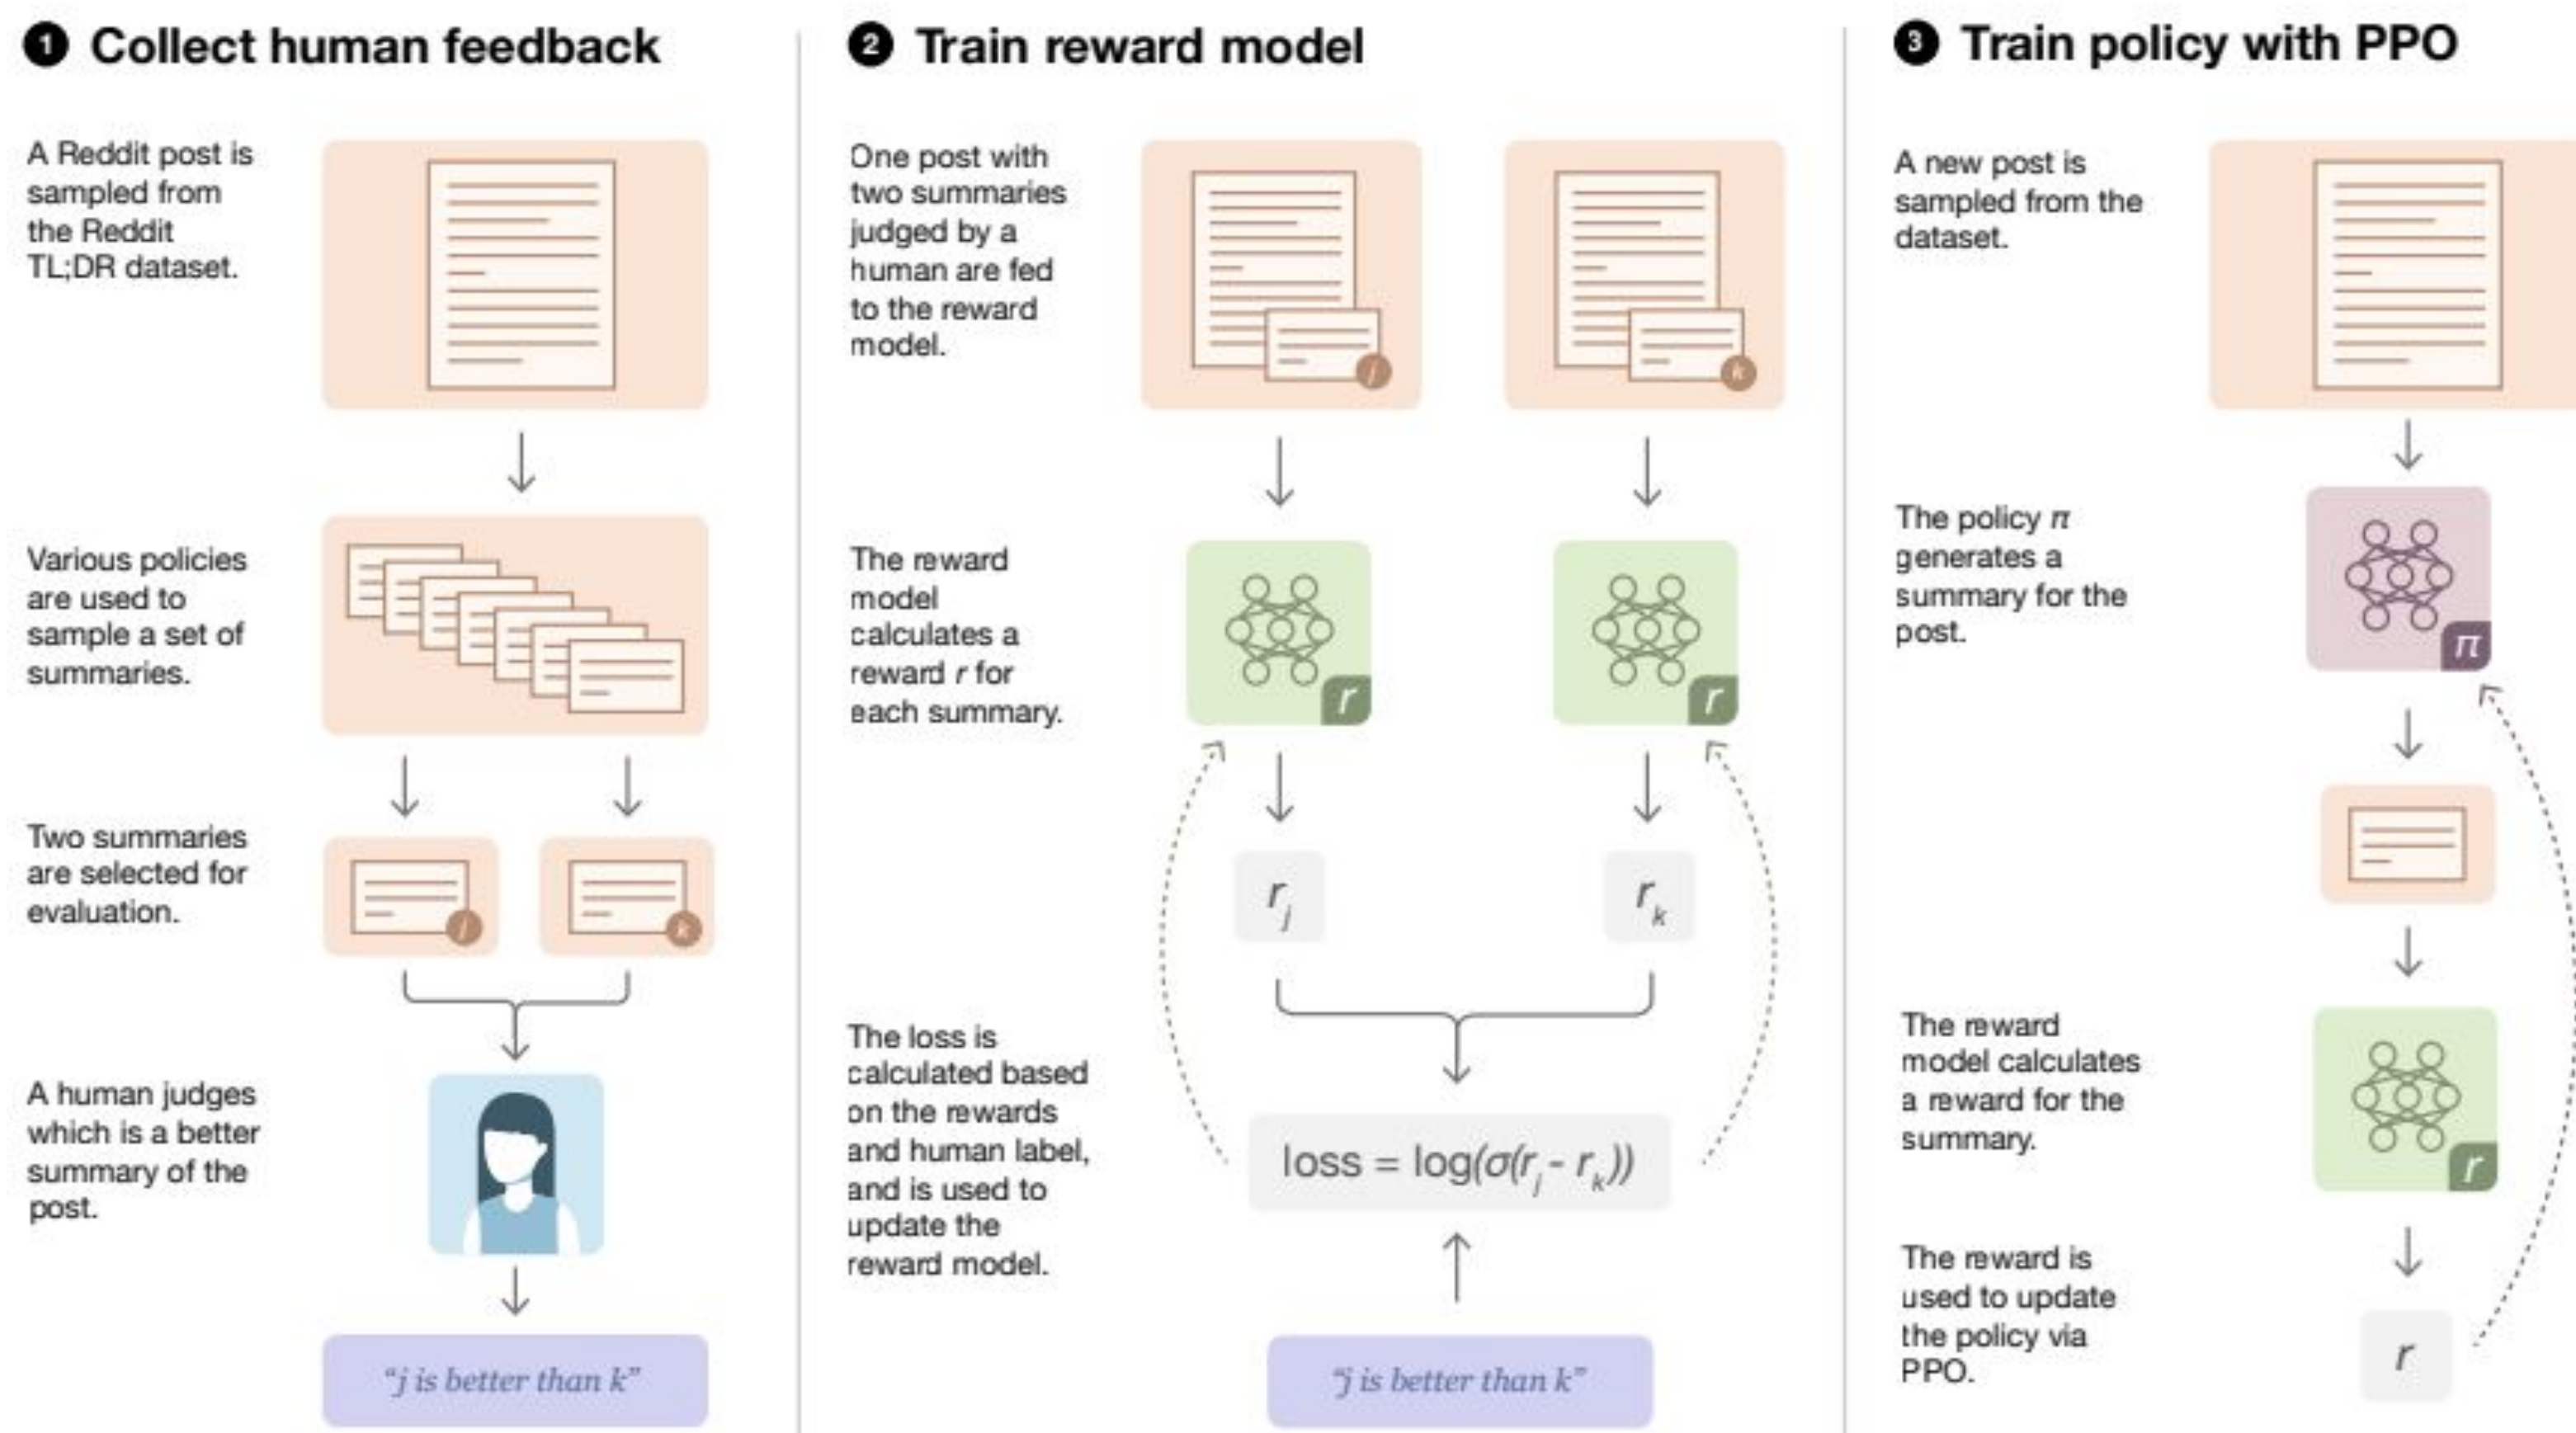 1 Collect human feedback
A Reddit post is
sampled from
the Reddit
TL;DR dataset.
Various policies
are used to
sample a set of
summaries.
Two summaries
are selected for
evaluation.
j
k
A human judges
which is a better
summary of the
post.
“j is better than k”
2 Train reward model
One post with
two summaries
judged by a
human are fed
to the reward
model.
j
k
The reward
model
calculates a
reward r for
each summary.
r
r
rj
rk
The loss is
calculated based
on the rewards
and human label,
and is used to
update the
reward model.
loss = log(σ(rj - rk))
“j is better than k”
3 Train policy with PPO
A new post is
sampled from the
dataset.
The policy π
generates a
summary for the
post.
π
The reward
model calculates
a reward for the
summary.
r
The reward is
used to update
the policy via
PPO.
r